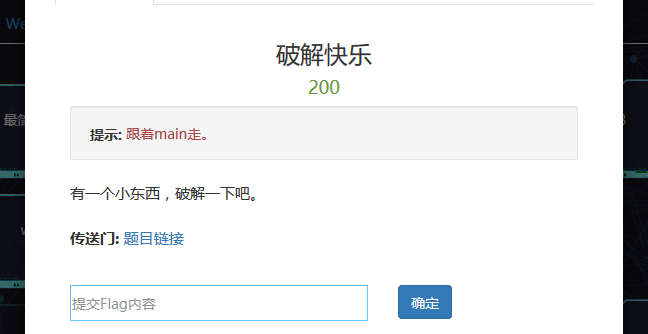 We
破解快乐
200
提示: 跟着main走。
最简
有一个小东西，破解一下吧。
传送门: 题目链接
提交Flag内容
确定